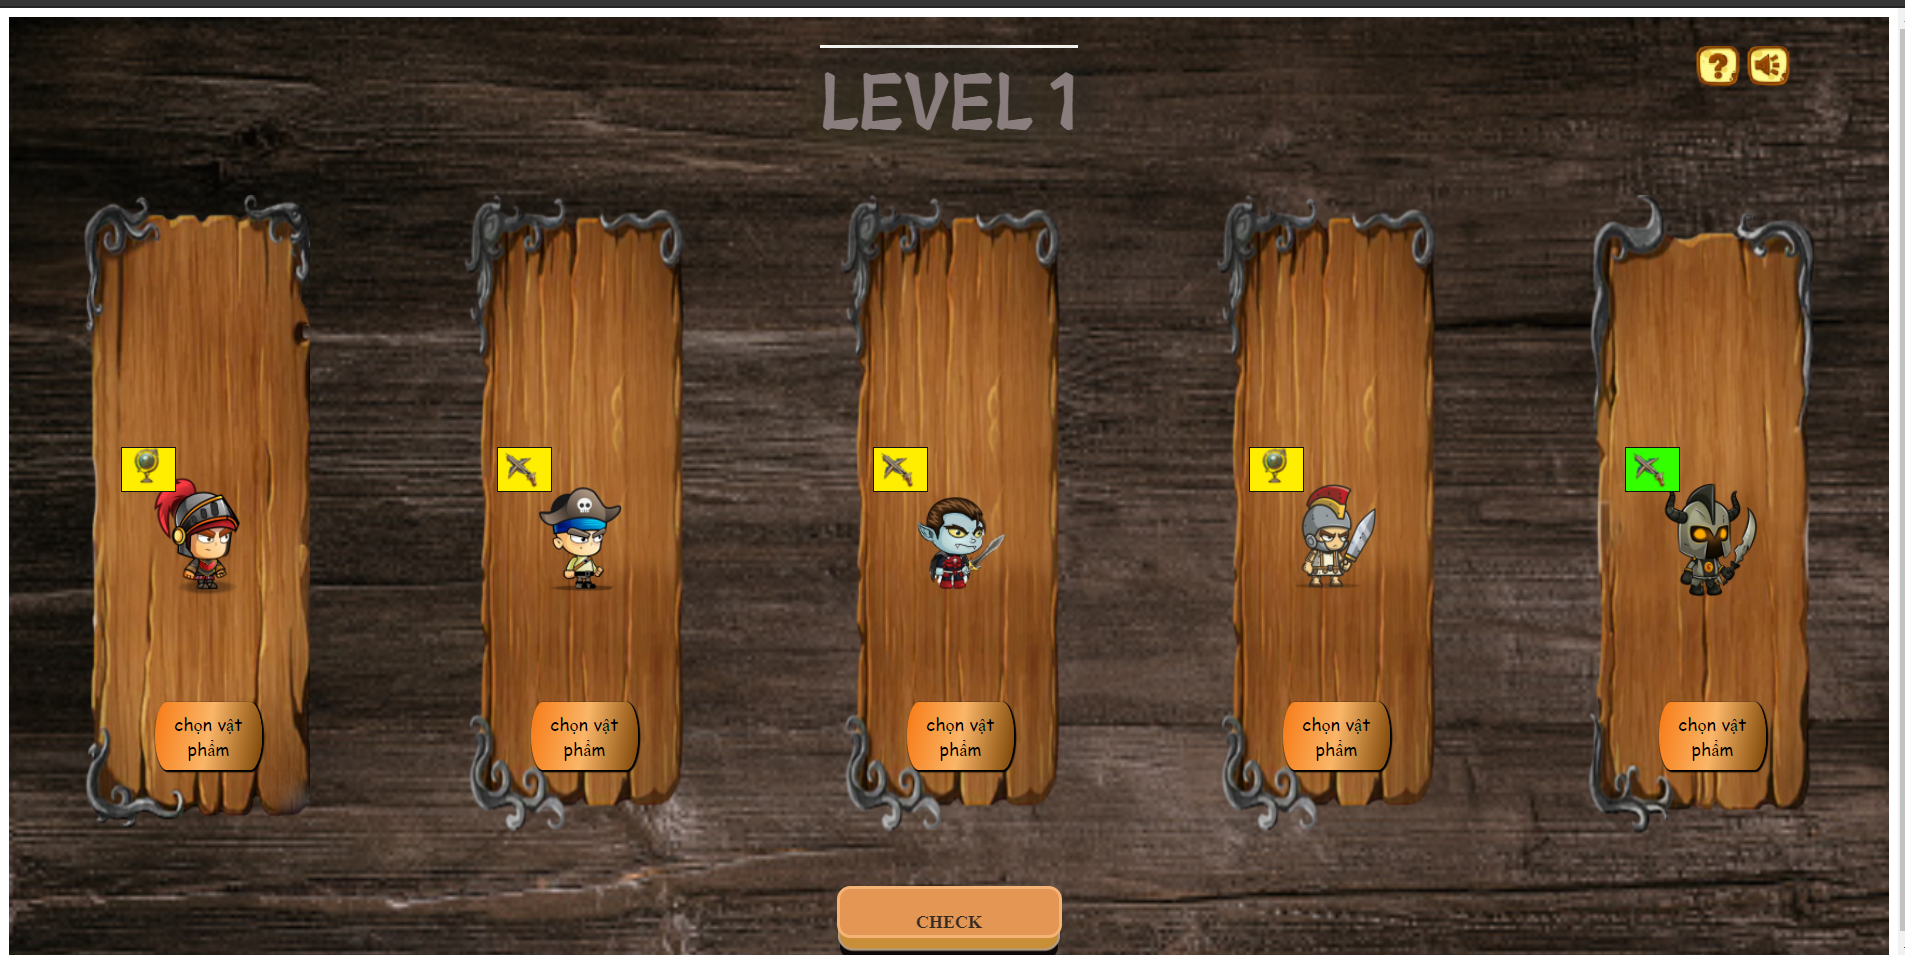 LEVEL 1
?
chọn vật
phẩm
chọn vật
phẩm
chọn vật
phẩm
chọn vật
phẩm
chọn vật
phẩm
CHECK